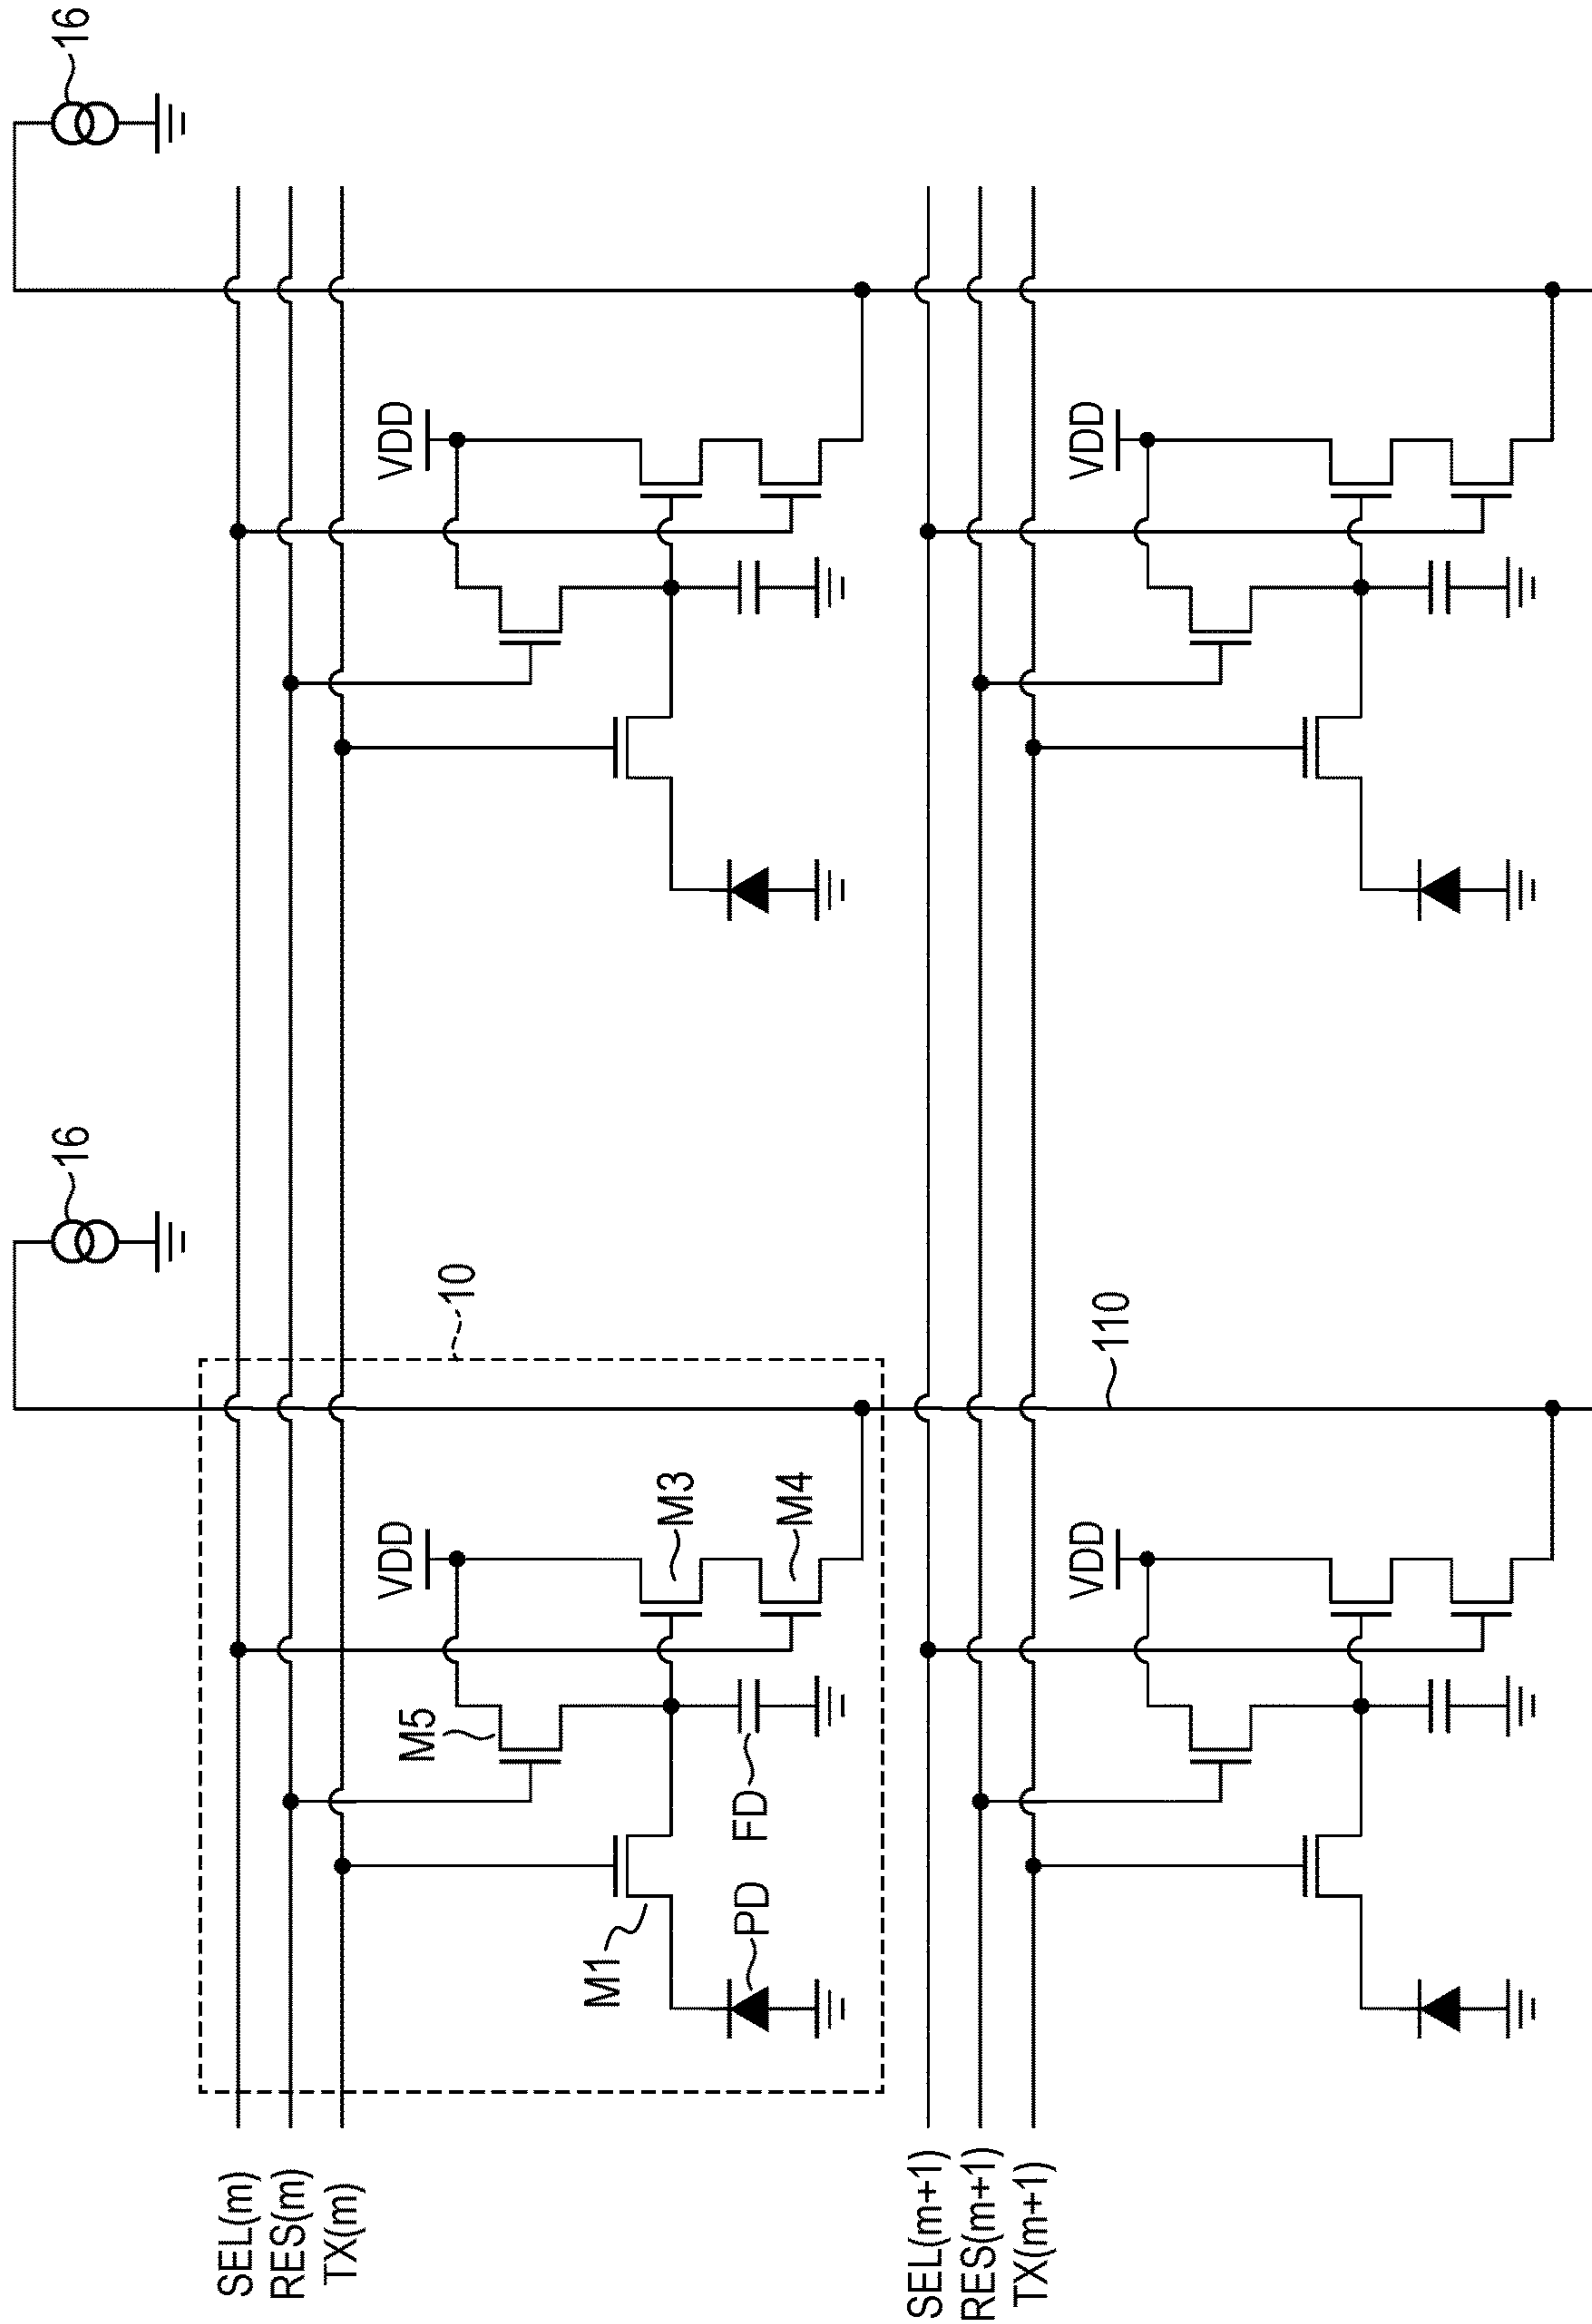 16
16
SEL(m)
RES(m)
TX(m)
VDD
VDD
M5
10
M1
M3
PD
FD
M4
SEL(m+1)
RES(m+1)
TX(m+1)
VDD
VDD
110